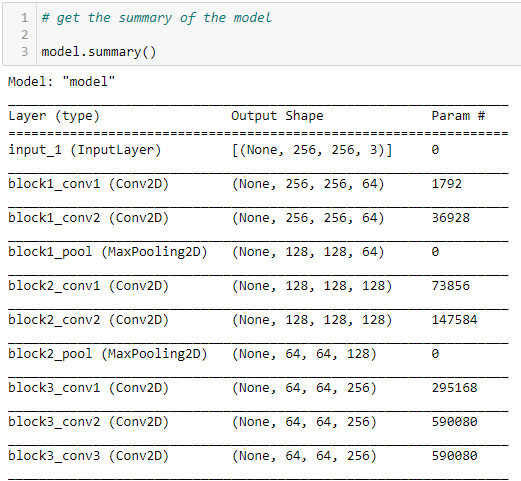 1 # get the summary of the model
2
3 model.summary()
Model: "model"
Layer (type) Output Shape Param #
input_1 (InputLayer) [(None, 256, 256, 3)] 0
block1_conv1 (Conv2D) (None, 256, 256, 64) 1792
block1_conv2 (Conv2D) (None, 256, 256, 64) 36928
block1_pool (MaxPooling2D) (None, 128, 128, 64) 0
block2_conv1 (Conv2D) (None, 128, 128, 128) 73856
block2_conv2 (Conv2D) (None, 128, 128, 128) 147584
block2_pool (MaxPooling2D) (None, 64, 64, 128) 0
block3_conv1 (Conv2D) (None, 64, 64, 256) 295168
block3_conv2 (Conv2D) (None, 64, 64, 256) 590080
block3_conv3 (Conv2D) (None, 64, 64, 256) 590080